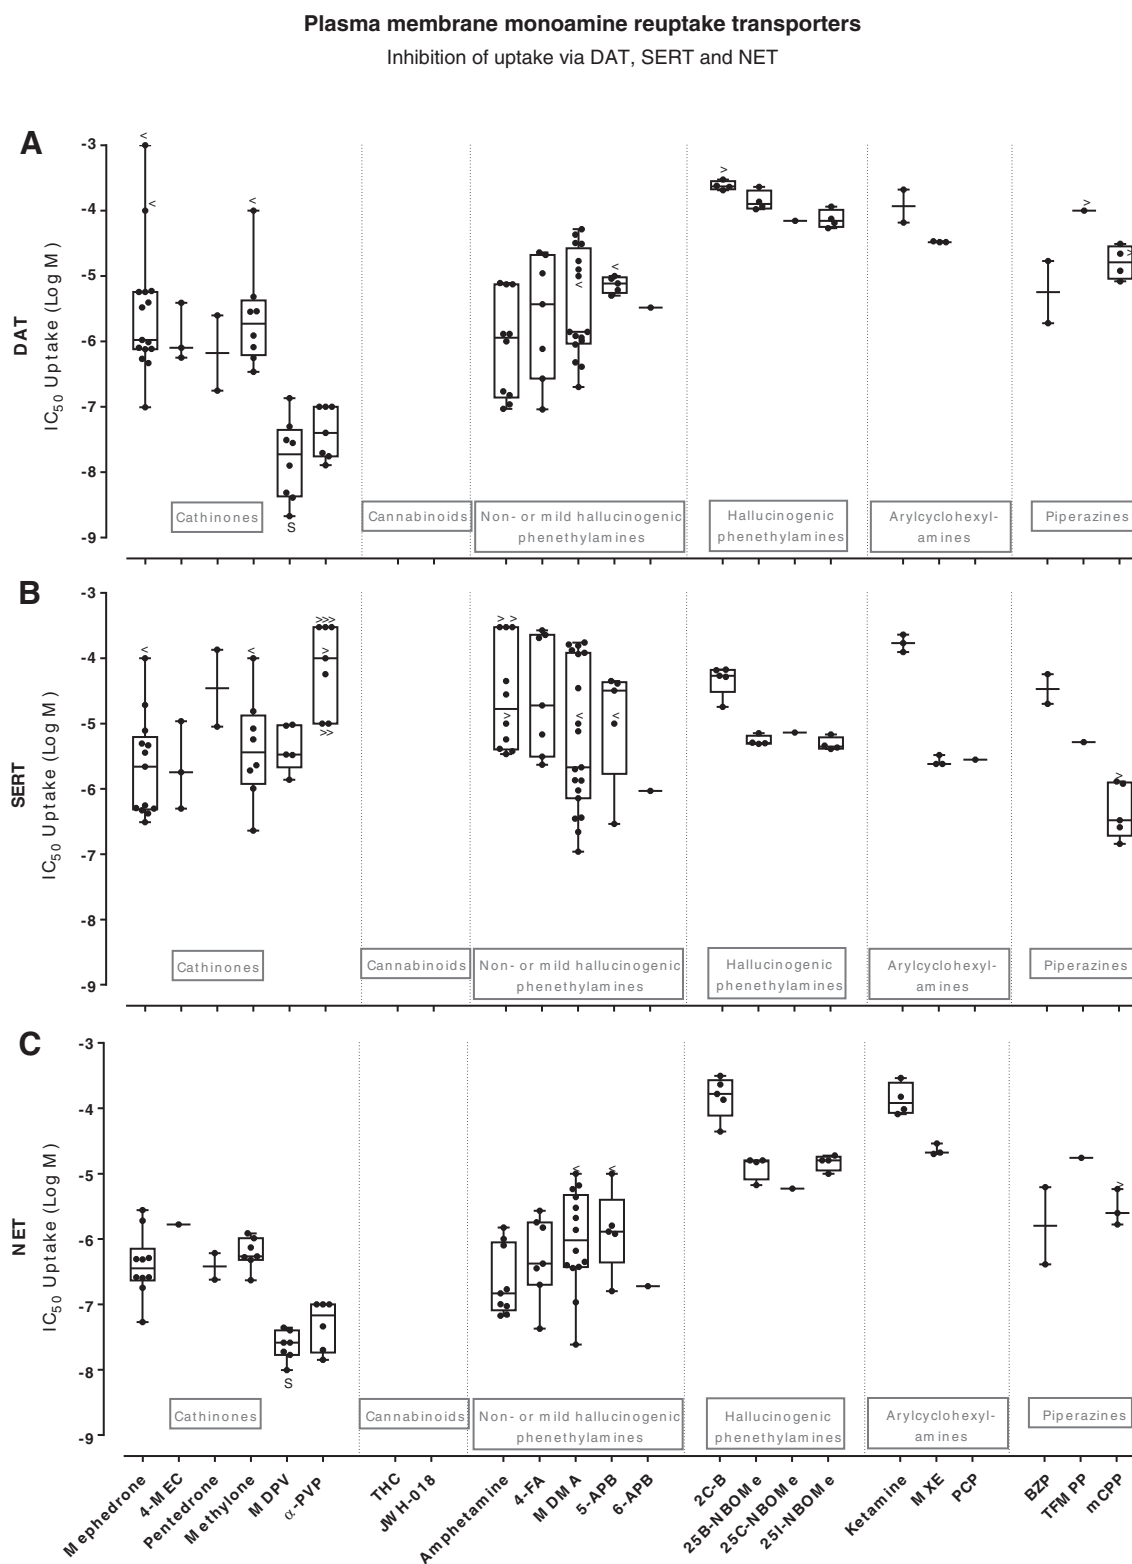 Plasma membrane monoamine reuptake transporters
Inhibition of uptake via DAT, SERT and NET
A
DAT
IC50 Uptake (Log M)
-3
-4
-5
-6
-7
-8
-9
<
<
<
S
<
<
>
>
>
Cathinones
Cannabinoids
Non- or mild hallucinogenic
phenethylamines
Hallucinogenic
phenethylamines
Arylcyclohexyl-
amines
Piperazines
B
SERT
IC50 Uptake (Log M)
-3
-4
-5
-6
-7
-8
-9
<
<
>>>
>
>>
> >
>
<
<
>
Cathinones
Cannabinoids
Non- or mild hallucinogenic
phenethylamines
Hallucinogenic
phenethylamines
Arylcyclohexyl-
amines
Piperazines
C
NET
IC50 Uptake (Log M)
-3
-4
-5
-6
-7
-8
-9
S
<
<
>
Cathinones
Cannabinoids
Non- or mild hallucinogenic
phenethylamines
Hallucinogenic
phenethylamines
Arylcyclohexyl-
amines
Piperazines
Mephedrone
4-MEC
Pentedrone
Methylone
MDPV
α-PVP
THC
JWH-018
Amphetamine
4-FA
MDMA
5-APB
6-APB
2C-B
25B-NBOMe
25C-NBOMe
25I-NBOMe
Ketamine
MXE
PCP
BZP
TFMPP
mCPP